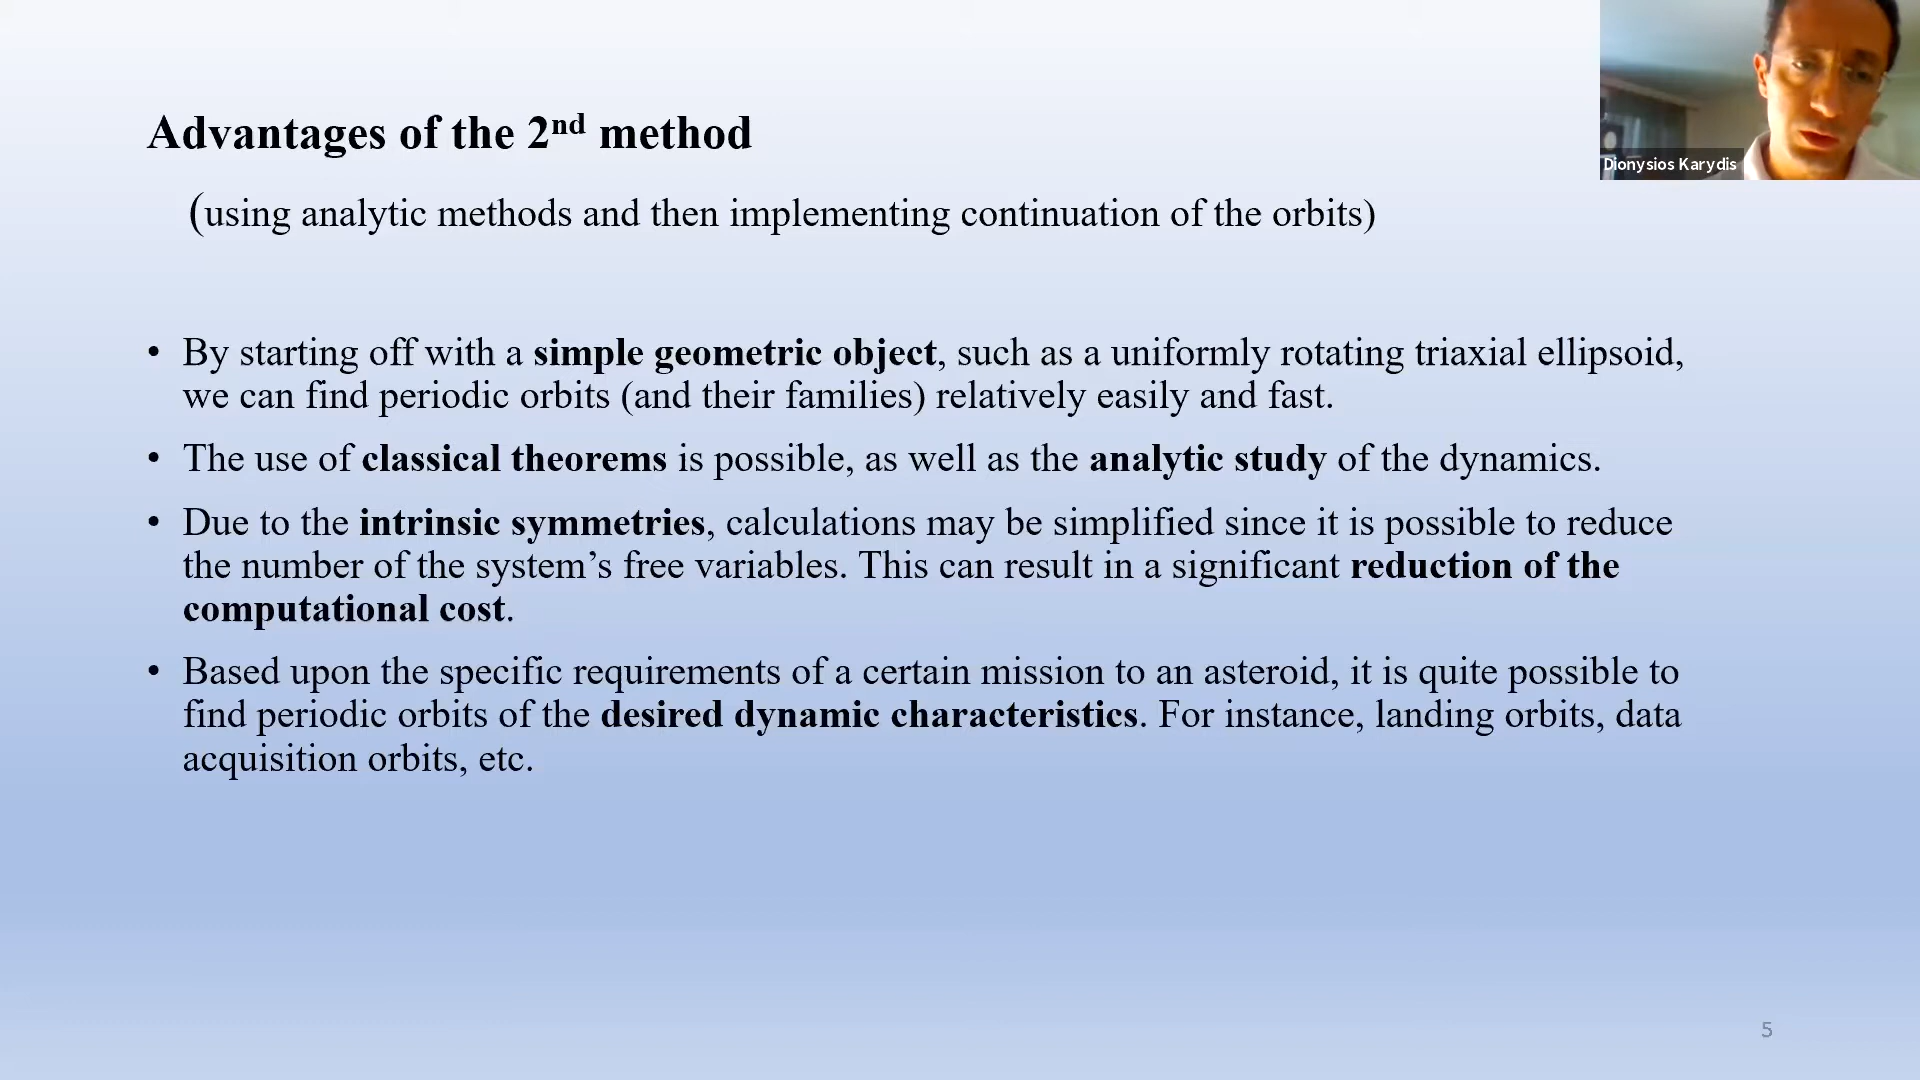 Advantages of the 2nd method
(using analytic methods and then implementing continuation of the orbits)
• By starting off with a simple geometric object, such as a uniformly rotating triaxial ellipsoid,
we can find periodic orbits (and their families) relatively easily and fast.
• The use of classical theorems is possible, as well as the analytic study of the dynamics.
• Due to the intrinsic symmetries, calculations may be simplified since it is possible to reduce
the number of the system’s free variables. This can result in a significant reduction of the
computational cost.
• Based upon the specific requirements of a certain mission to an asteroid, it is quite possible to
find periodic orbits of the desired dynamic characteristics. For instance, landing orbits, data
acquisition orbits, etc.
Dionysios Karydis
5